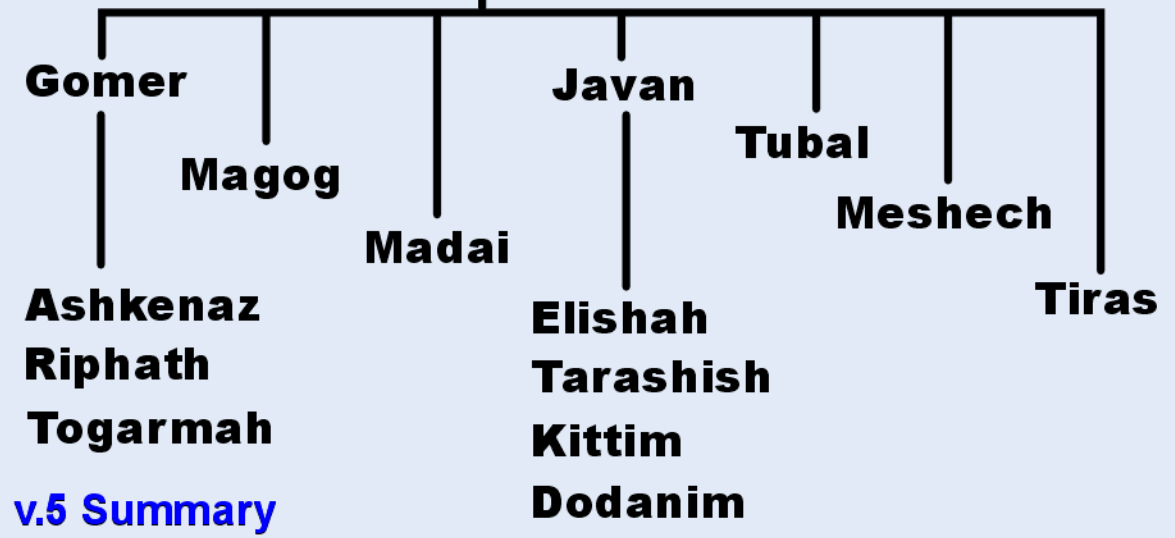 Gomer
Magog
Madai
Javan
Tubal
Meshech
Tiras
Ashkenaz
Riphath
Togarmah
Elishah
Tarashish
Kittim
Dodanim
v.5 Summary